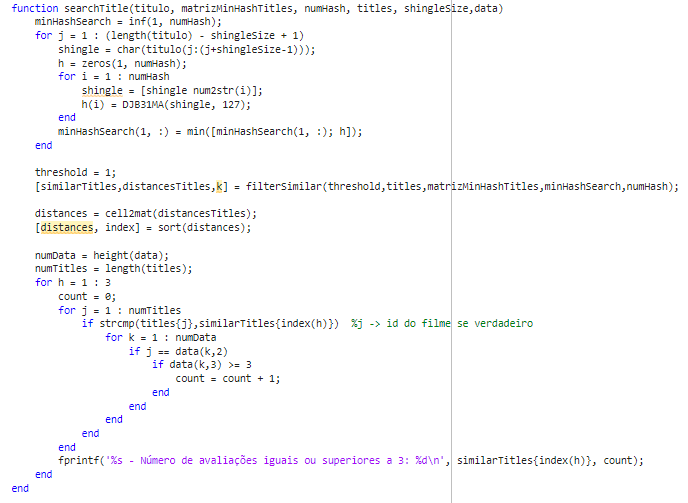 function searchTitle(titulo, matrizMinHashTitles, numHash, titles, shingleSize,data)
    minHashSearch = inf(1, numHash);
    for j = 1 : (length(titulo) - shingleSize + 1)
        shingle = char(titulo(j:(j+shingleSize-1)));
        h = zeros(1, numHash);
        for i = 1 : numHash
            shingle = [shingle num2str(i)];
            h(i) = DJB31MA(shingle, 127);
        end
        minHashSearch(1, :) = min([minHashSearch(1, :); h]);
    end

    threshold = 1;
    [similarTitles,distancesTitles,k] = filterSimilar(threshold,titles,matrizMinHashTitles,minHashSearch,numHash);

    distances = cell2mat(distancesTitles);
    [distances, index] = sort(distances);

    numData = height(data);
    numTitles = length(titles);
    for h = 1 : 3
        count = 0;
        for j = 1 : numTitles
            if strcmp(titles{j},similarTitles{index(h)})  %j -> id do filme se verdadeiro
                for k = 1 : numData
                    if j == data(k,2)
                        if data(k,3) >= 3
                            count = count + 1;
                        end
                    end
                end
            end
        end
        fprintf('%s - Número de avaliações iguais ou superiores a 3: %d\n', similarTitles{index(h)}, count);
    end
end